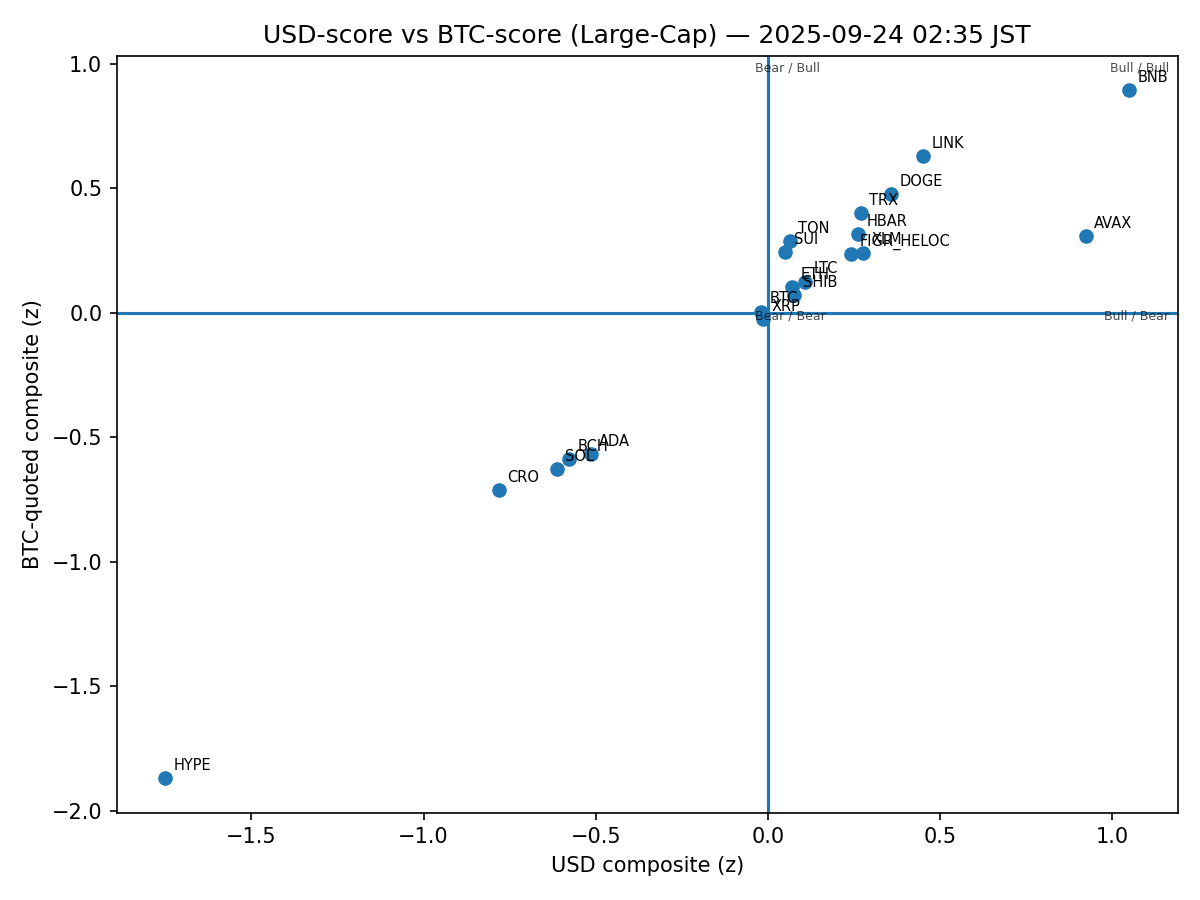 USD-score vs BTC-score (Large-Cap) — 2025-09-24 02:35 JST
1.0
Bear / Bull
Bull / Bull
BNB
LINK
0.5
DOGE
TRX
HBAR
AVAX
TON
SUI
XLM
FIGR_HELOC
LTC
ETH
SHIB
BTC
XRP
0.0
Bear / Bear
Bull / Bear
BTC-quoted composite (z)
−0.5
ADA
BCH
SOL
CRO
−1.0
−1.5
HYPE
−2.0
−1.5
−1.0
−0.5
0.0
0.5
1.0
USD composite (z)